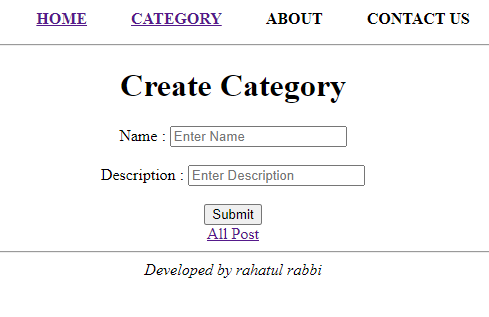 HOME CATEGORY ABOUT CONTACT US
Create Category
Name : Enter Name
Description : Enter Description
Submit
All Post
Developed by rahatul rabbi